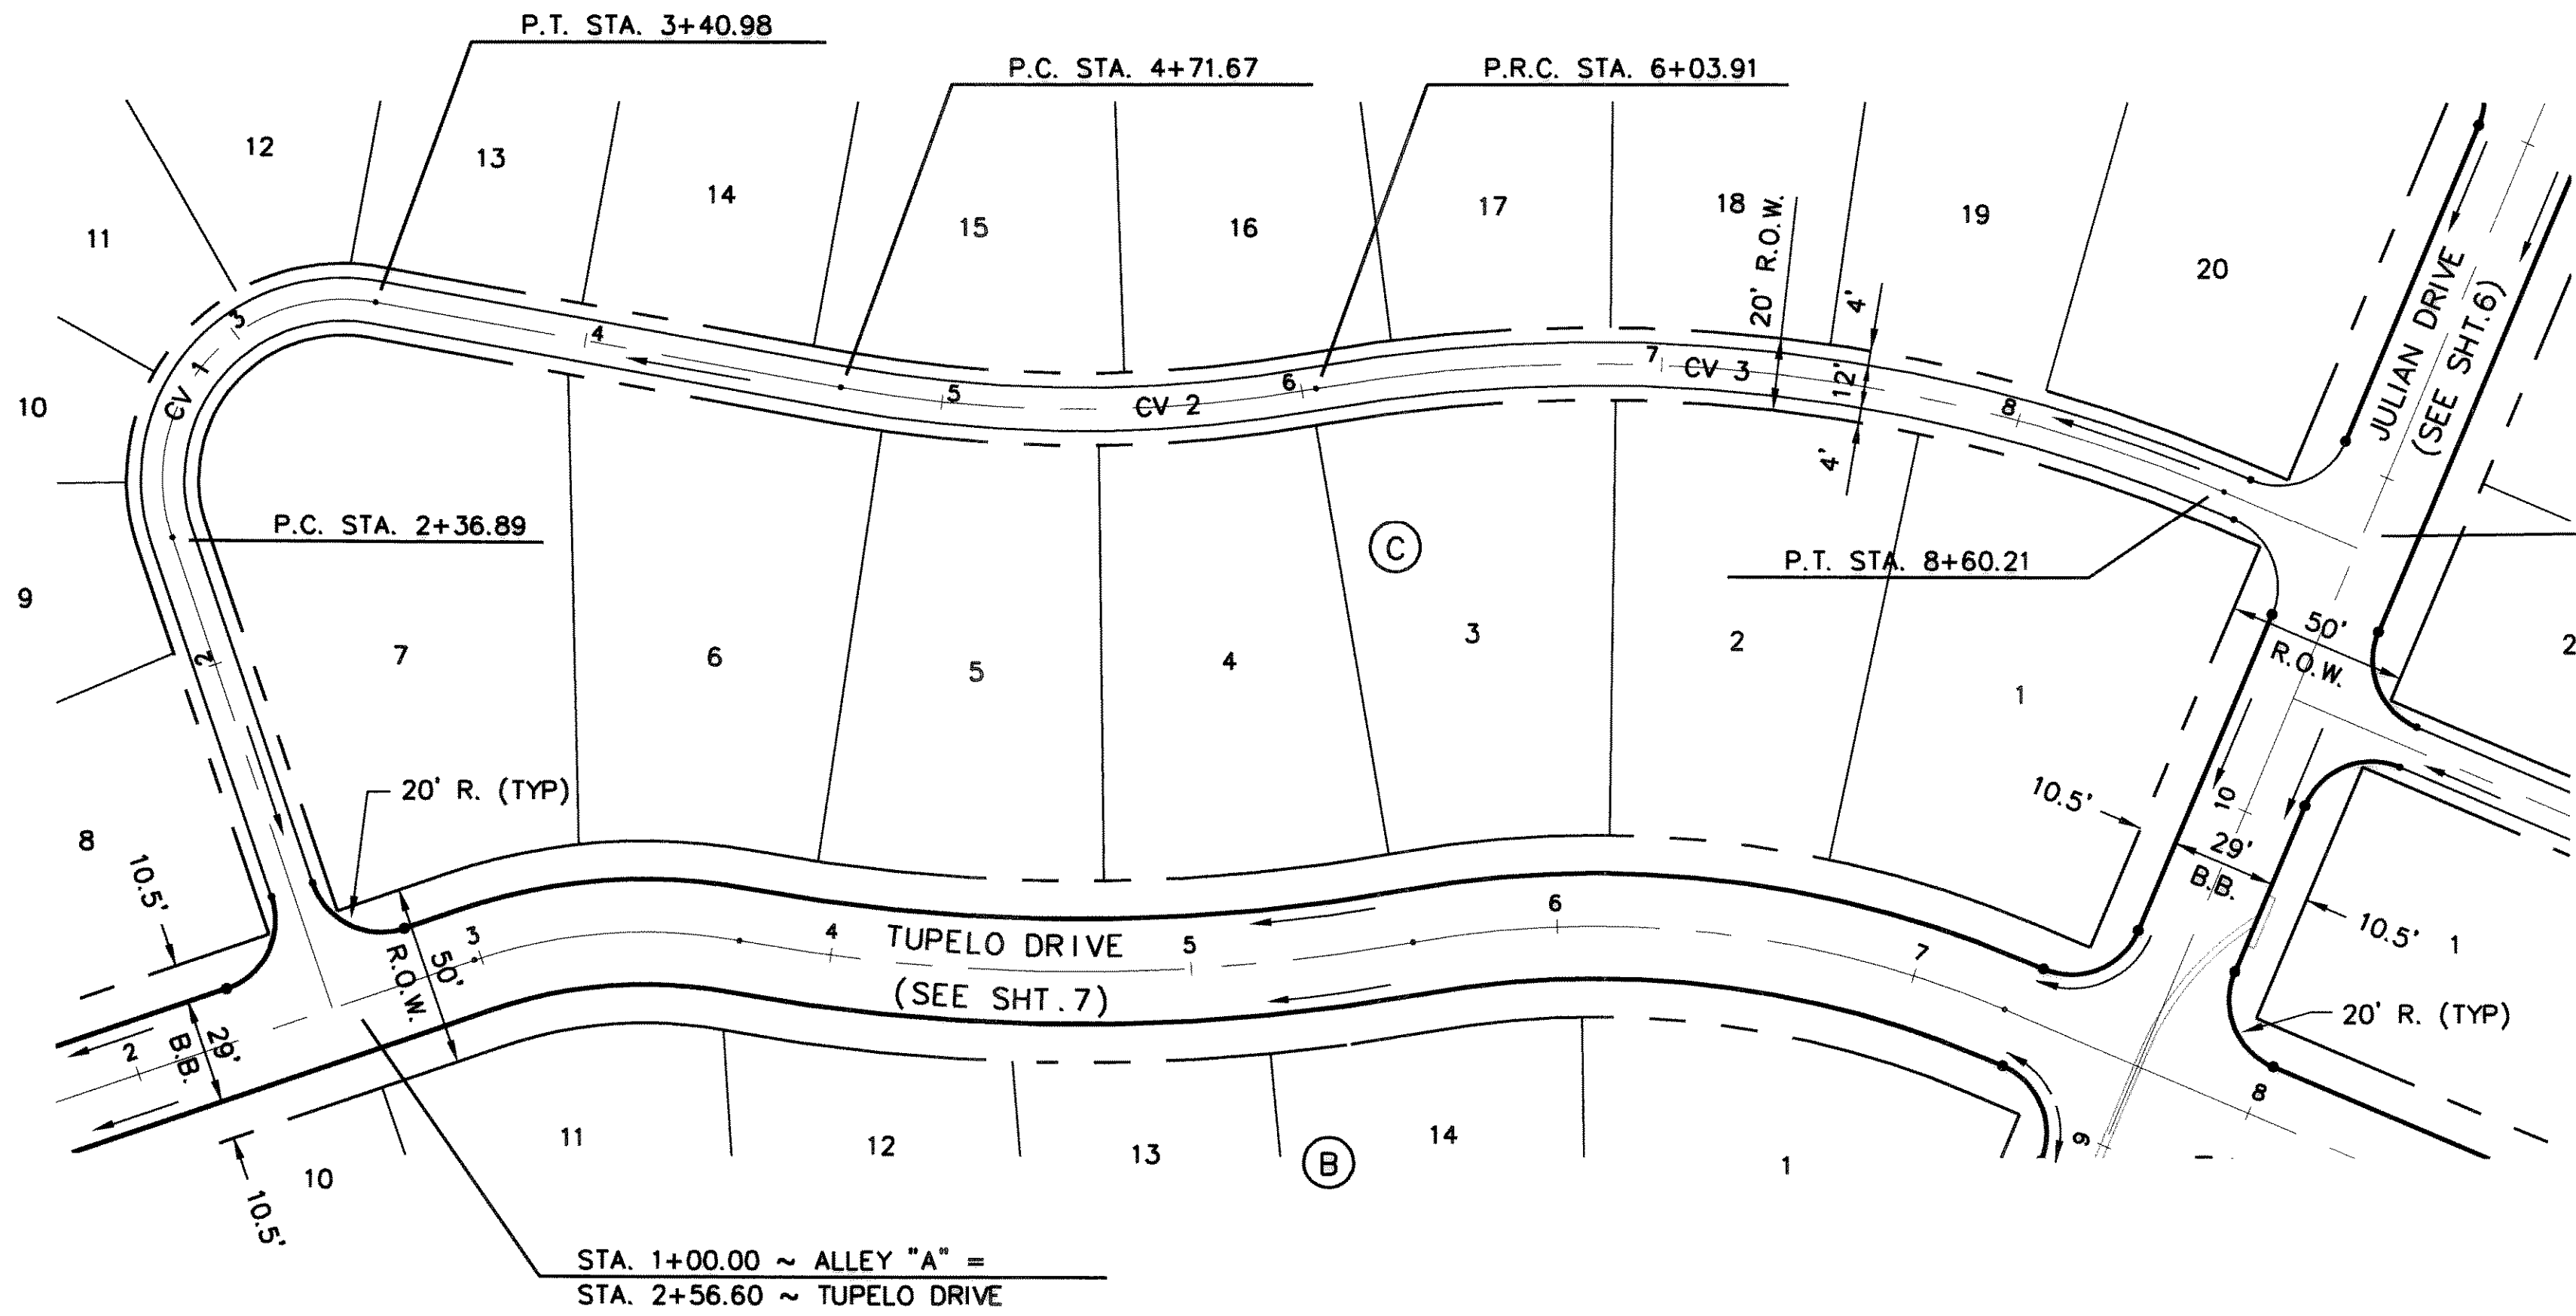 P.T. STA. 3+40.98
P.C. STA. 4+71.67
P.R.C. STA. 6+03.91
12
13
14
15
16
17
18
19
20
11
10
9
8
20' R.O.W.
4'
12'
4'
JULIAN DRIVE
(SEE SHT.6)
3
CV 1
4
5
CV 2
6
7
CV 3
8
2
P.C. STA. 2+36.89
C
P.T. STA. 8+60.21
50'
R.O.W.
2
7
6
5
4
3
2
1
20' R. (TYP)
10.5'
10.5'
10
29'
B.B.
10.5'
1
20' R. (TYP)
3
4
5
6
7
8
9
TUPELO DRIVE
(SEE SHT.7)
50'
R.O.W.
2
29'
B.B.
10.5'
10
11
12
13
14
B
1
STA. 1+00.00 ~ ALLEY "A" =
STA. 2+56.60 ~ TUPELO DRIVE